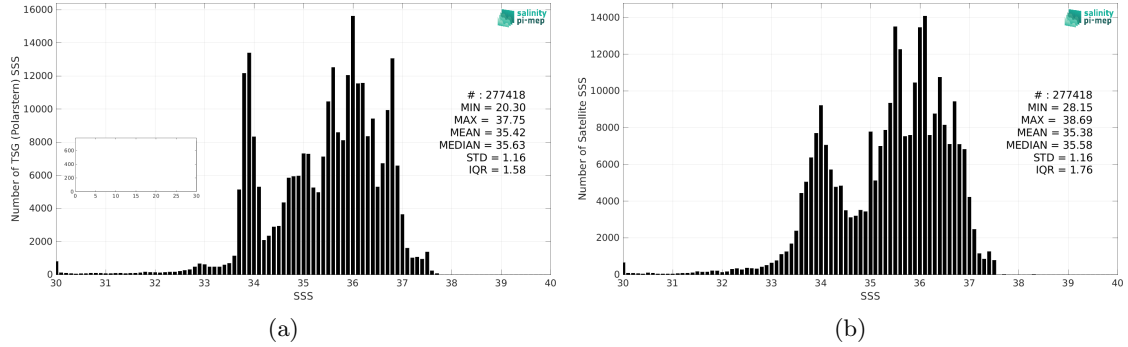 16000
14000
12000
10000
8000
6000
4000
2000
0
Number of TSG (Polarstern) SSS
salinity
pi-mep
# : 277418
MIN = 20.30
MAX = 37.75
MEAN = 35.42
MEDIAN = 35.63
STD = 1.16
IQR = 1.58
600
400
200
0
0 5 10 15 20 25 30
30 31 32 33 34 35 36 37 38 39 40
SSS
(a)
14000
12000
10000
8000
6000
4000
2000
0
Number of Satellite SSS
salinity
pi-mep
# : 277418
MIN = 28.15
MAX = 38.69
MEAN = 35.38
MEDIAN = 35.58
STD = 1.16
IQR = 1.76
30 31 32 33 34 35 36 37 38 39 40
SSS
(b)